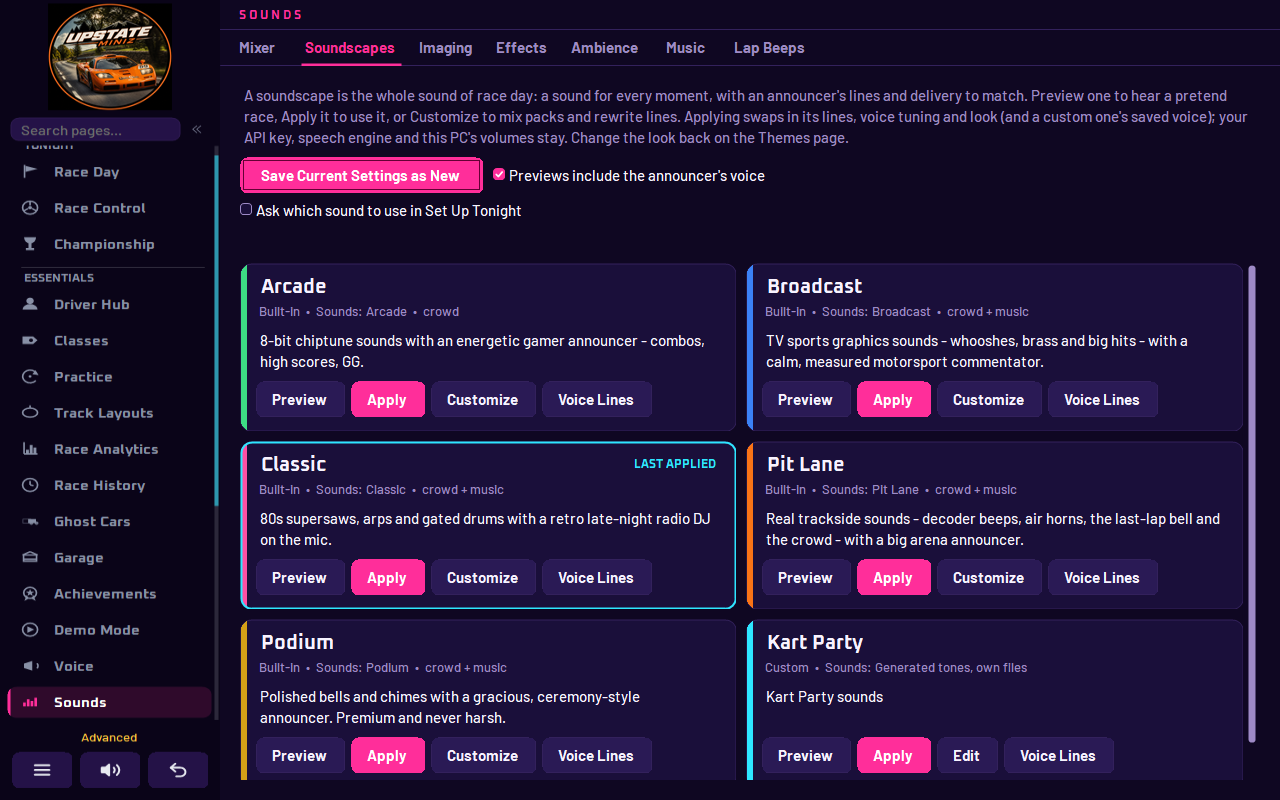 UPSTATE
MINIZ
Search pages...
TONIGHT
Race Day
Race Control
Championship
ESSENTIALS
Driver Hub
Classes
Practice
Track Layouts
Race Analytics
Race History
Ghost Cars
Garage
Achievements
Demo Mode
Voice
Sounds
Advanced
SOUNDS
Mixer Soundscapes Imaging Effects Ambience Music Lap Beeps
A soundscape is the whole sound of race day: a sound for every moment, with an announcer's lines and delivery to match. Preview one to hear a pretend
race, Apply it to use it, or Customize to mix packs and rewrite lines. Applying swaps in its lines, voice tuning and look (and a custom one's saved voice); your
API key, speech engine and this PC's volumes stay. Change the look back on the Themes page.
Save Current Settings as New Previews include the announcer's voice
Ask which sound to use in Set Up Tonight
Arcade
Built-In • Sounds: Arcade • crowd
8-bit chiptune sounds with an energetic gamer announcer - combos,
high scores, GG.
Preview Apply Customize Voice Lines
Broadcast
Built-In • Sounds: Broadcast • crowd + music
TV sports graphics sounds - whooshes, brass and big hits - with a
calm, measured motorsport commentator.
Preview Apply Customize Voice Lines
Classic LAST APPLIED
Built-In • Sounds: Classic • crowd + music
80s supersaws, arps and gated drums with a retro late-night radio DJ
on the mic.
Preview Apply Customize Voice Lines
Pit Lane
Built-In • Sounds: Pit Lane • crowd + music
Real trackside sounds - decoder beeps, air horns, the last-lap bell and
the crowd - with a big arena announcer.
Preview Apply Customize Voice Lines
Podium
Built-In • Sounds: Podium • crowd + music
Polished bells and chimes with a gracious, ceremony-style
announcer. Premium and never harsh.
Preview Apply Customize Voice Lines
Kart Party
Custom • Sounds: Generated tones, own files
Kart Party sounds
Preview Apply Edit Voice Lines